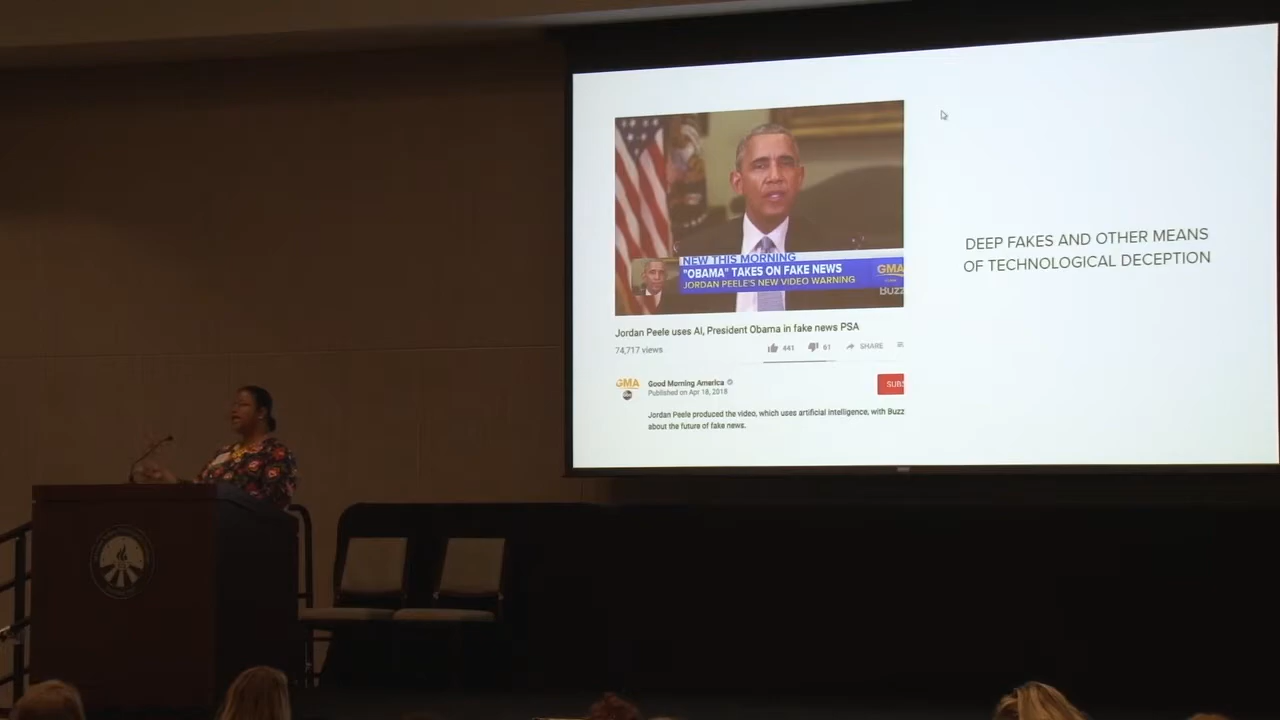 NEW THIS MORNING
"OBAMA" TAKES ON FAKE NEWS
JORDAN PEELE'S NEW VIDEO WARNING
GMA
Buzz
Jordan Peele uses AI, President Obama in fake news PSA
74,717 views
441
61
SHARE
GMA
abc
Good Morning America
Published on Apr 18, 2018
SUBS
Jordan Peele produced the video, which uses artificial intelligence, with Buzz
about the future of fake news.
DEEP FAKES AND OTHER MEANS
OF TECHNOLOGICAL DECEPTION